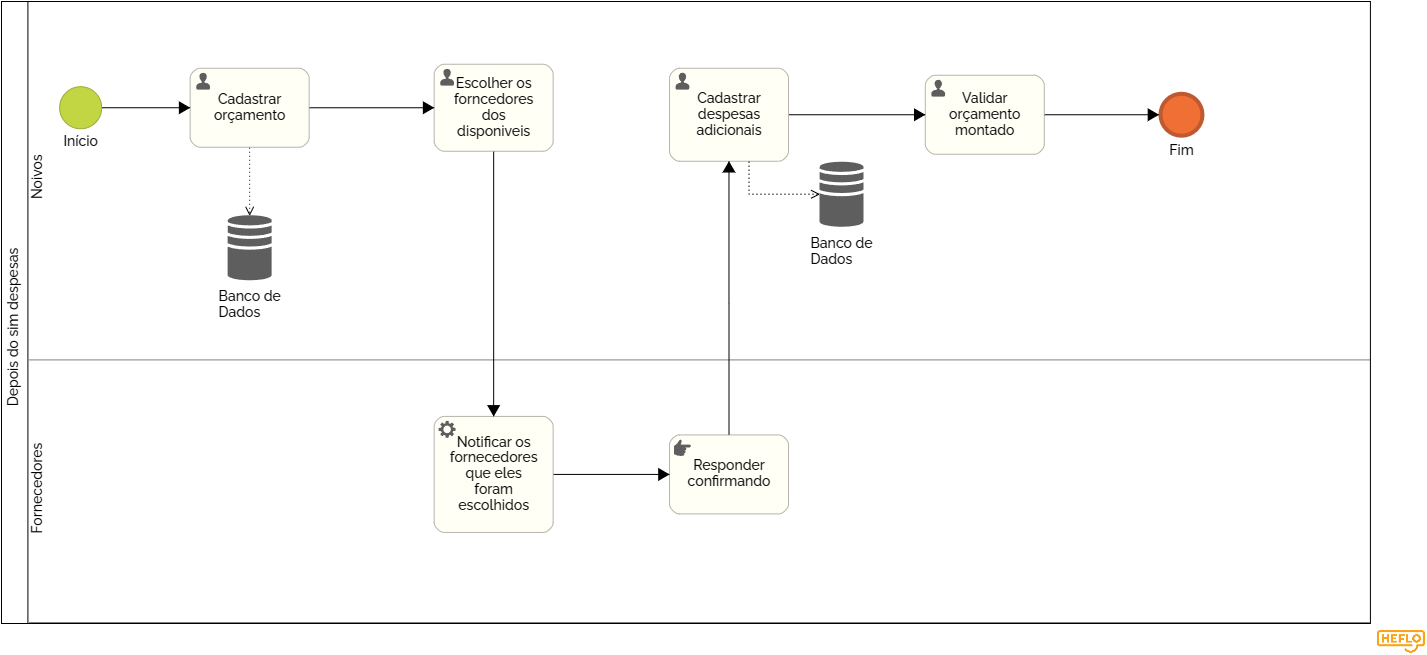 Depois do sim despesas
Noivos
Início
Cadastrar
orçamento
Banco de
Dados
Escolher os
forncedores
dos
disponiveis
Cadastrar
despesas
adicionais
Banco de
Dados
Validar
orçamento
montado
Fim
Fornecedores
Notificar os
fornecedores
que eles
foram
escolhidos
Responder
confirmando
HEFLO